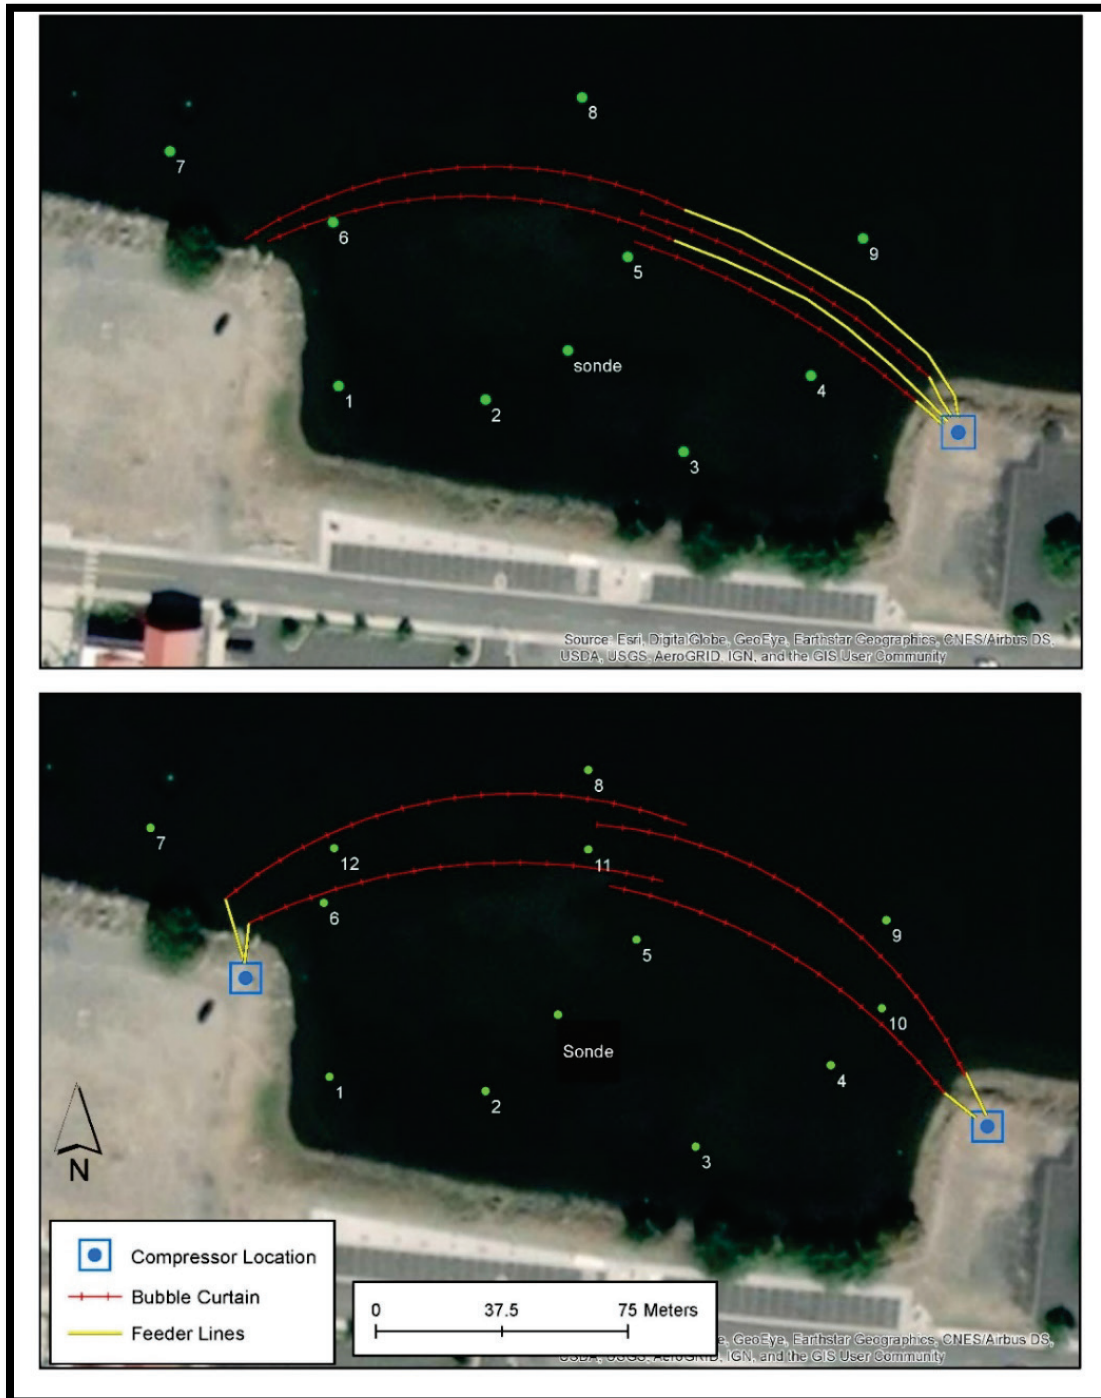 8
7
6
9
5
sonde
4
1
2
3
Source: Esri, DigitalGlobe, GeoEye, Earthstar Geographics, CNES/Airbus DS,
USDA, USGS, AeroGRID, IGN, and the GIS User Community
8
7
12
11
6
9
5
10
Sonde
4
1
2
3
N
Compressor Location
Bubble Curtain
Feeder Lines
0 37.5 75 Meters
e, GeoEye, Earthstar Geographics, CNES/Airbus DS,
USDA, USGS, AeroGRID, IGN, and the GIS User Community